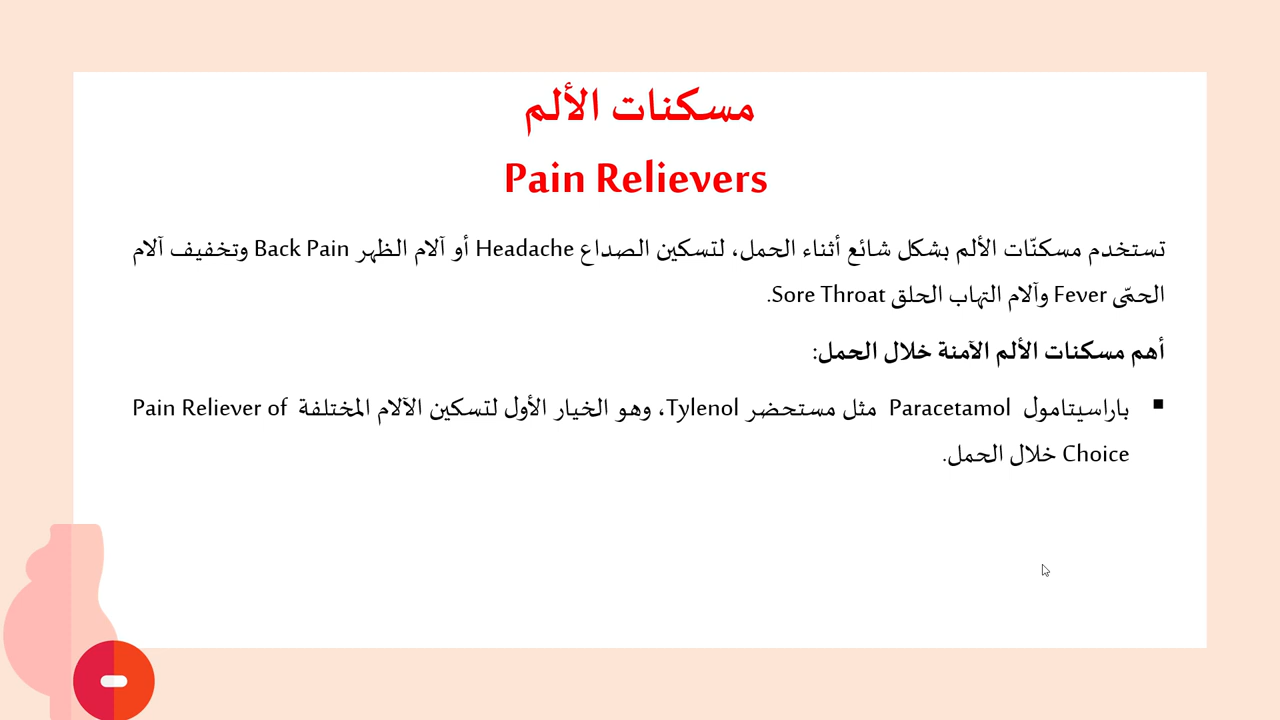 مسكنات الألم
Pain Relievers
تستخدم مسكنّات الألم بشكل شائع أثناء الحمل، لتسكين الصداع Headache أو آلام الظهر Back Pain وتخفيف آلام
الحمّى Fever وآلام التهاب الحلق Sore Throat.
أهم مسكنات الألم الآمنة خلال الحمل:
▪ باراسيتامول Paracetamol مثل مستحضر Tylenol، وهو الخيار الأول لتسكين الآلام المختلفة Pain Reliever of
Choice خلال الحمل.